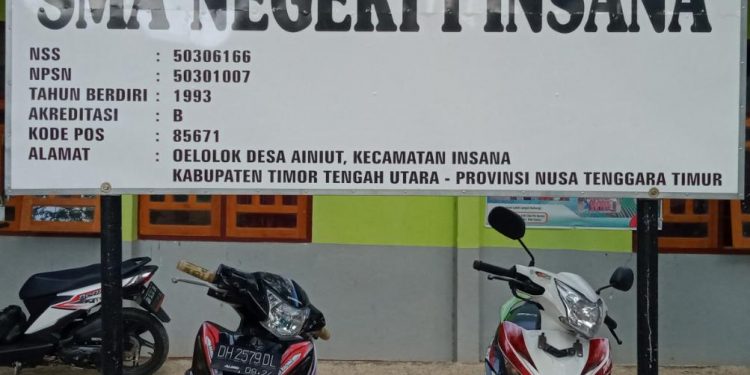 SMA NEGERI 1 INSANA
NSS : 50306166
NPSN : 50301007
TAHUN BERDIRI : 1993
AKREDITASI : B
KODE POS : 85671
ALAMAT : OELOLOK DESA AINIUT, KECAMATAN INSANA
KABUPATEN TIMOR TENGAH UTARA - PROVINSI NUSA TENGGARA TIMUR
DH 2579 DL